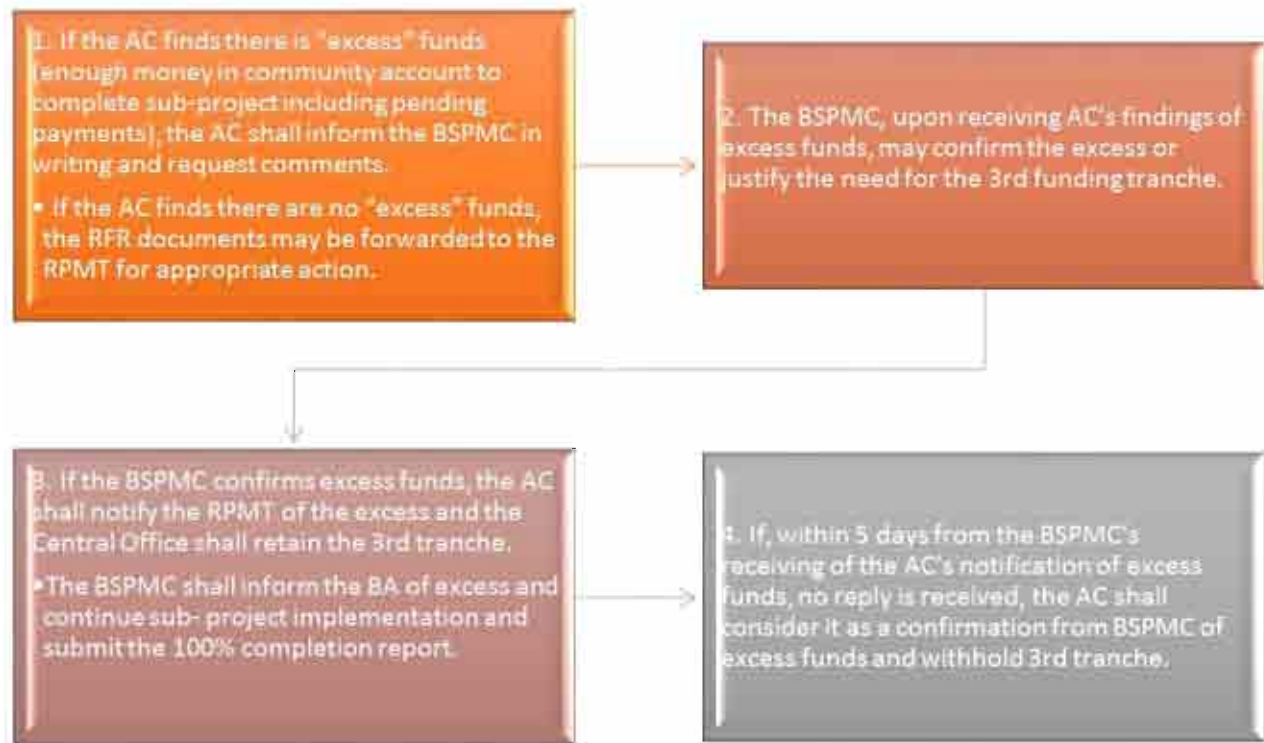 1. If the AC finds there is "excess" funds
(enough money in community account to
complete sub-project including pending
payments), the AC shall inform the BSPMC in
writing and request comments.
• If the AC finds there are no "excess" funds,
the RFR documents may be forwarded to the
RPMT for appropriate action.
2. The BSPMC, upon receiving AC's findings of
excess funds, may confirm the excess or
justify the need for the 3rd funding tranche.
3. If the BSPMC confirms excess funds, the AC
shall notify the RPMT of the excess and the
Central Office shall retain the 3rd tranche.
•The BSPMC shall inform the BA of excess and
continue sub- project implementation and
submit the 100% completion report.
4. If, within 5 days from the BSPMC's
receiving of the AC's notification of excess
funds, no reply is received, the AC shall
consider it as a confirmation from BSPMC of
excess funds and withhold 3rd tranche.